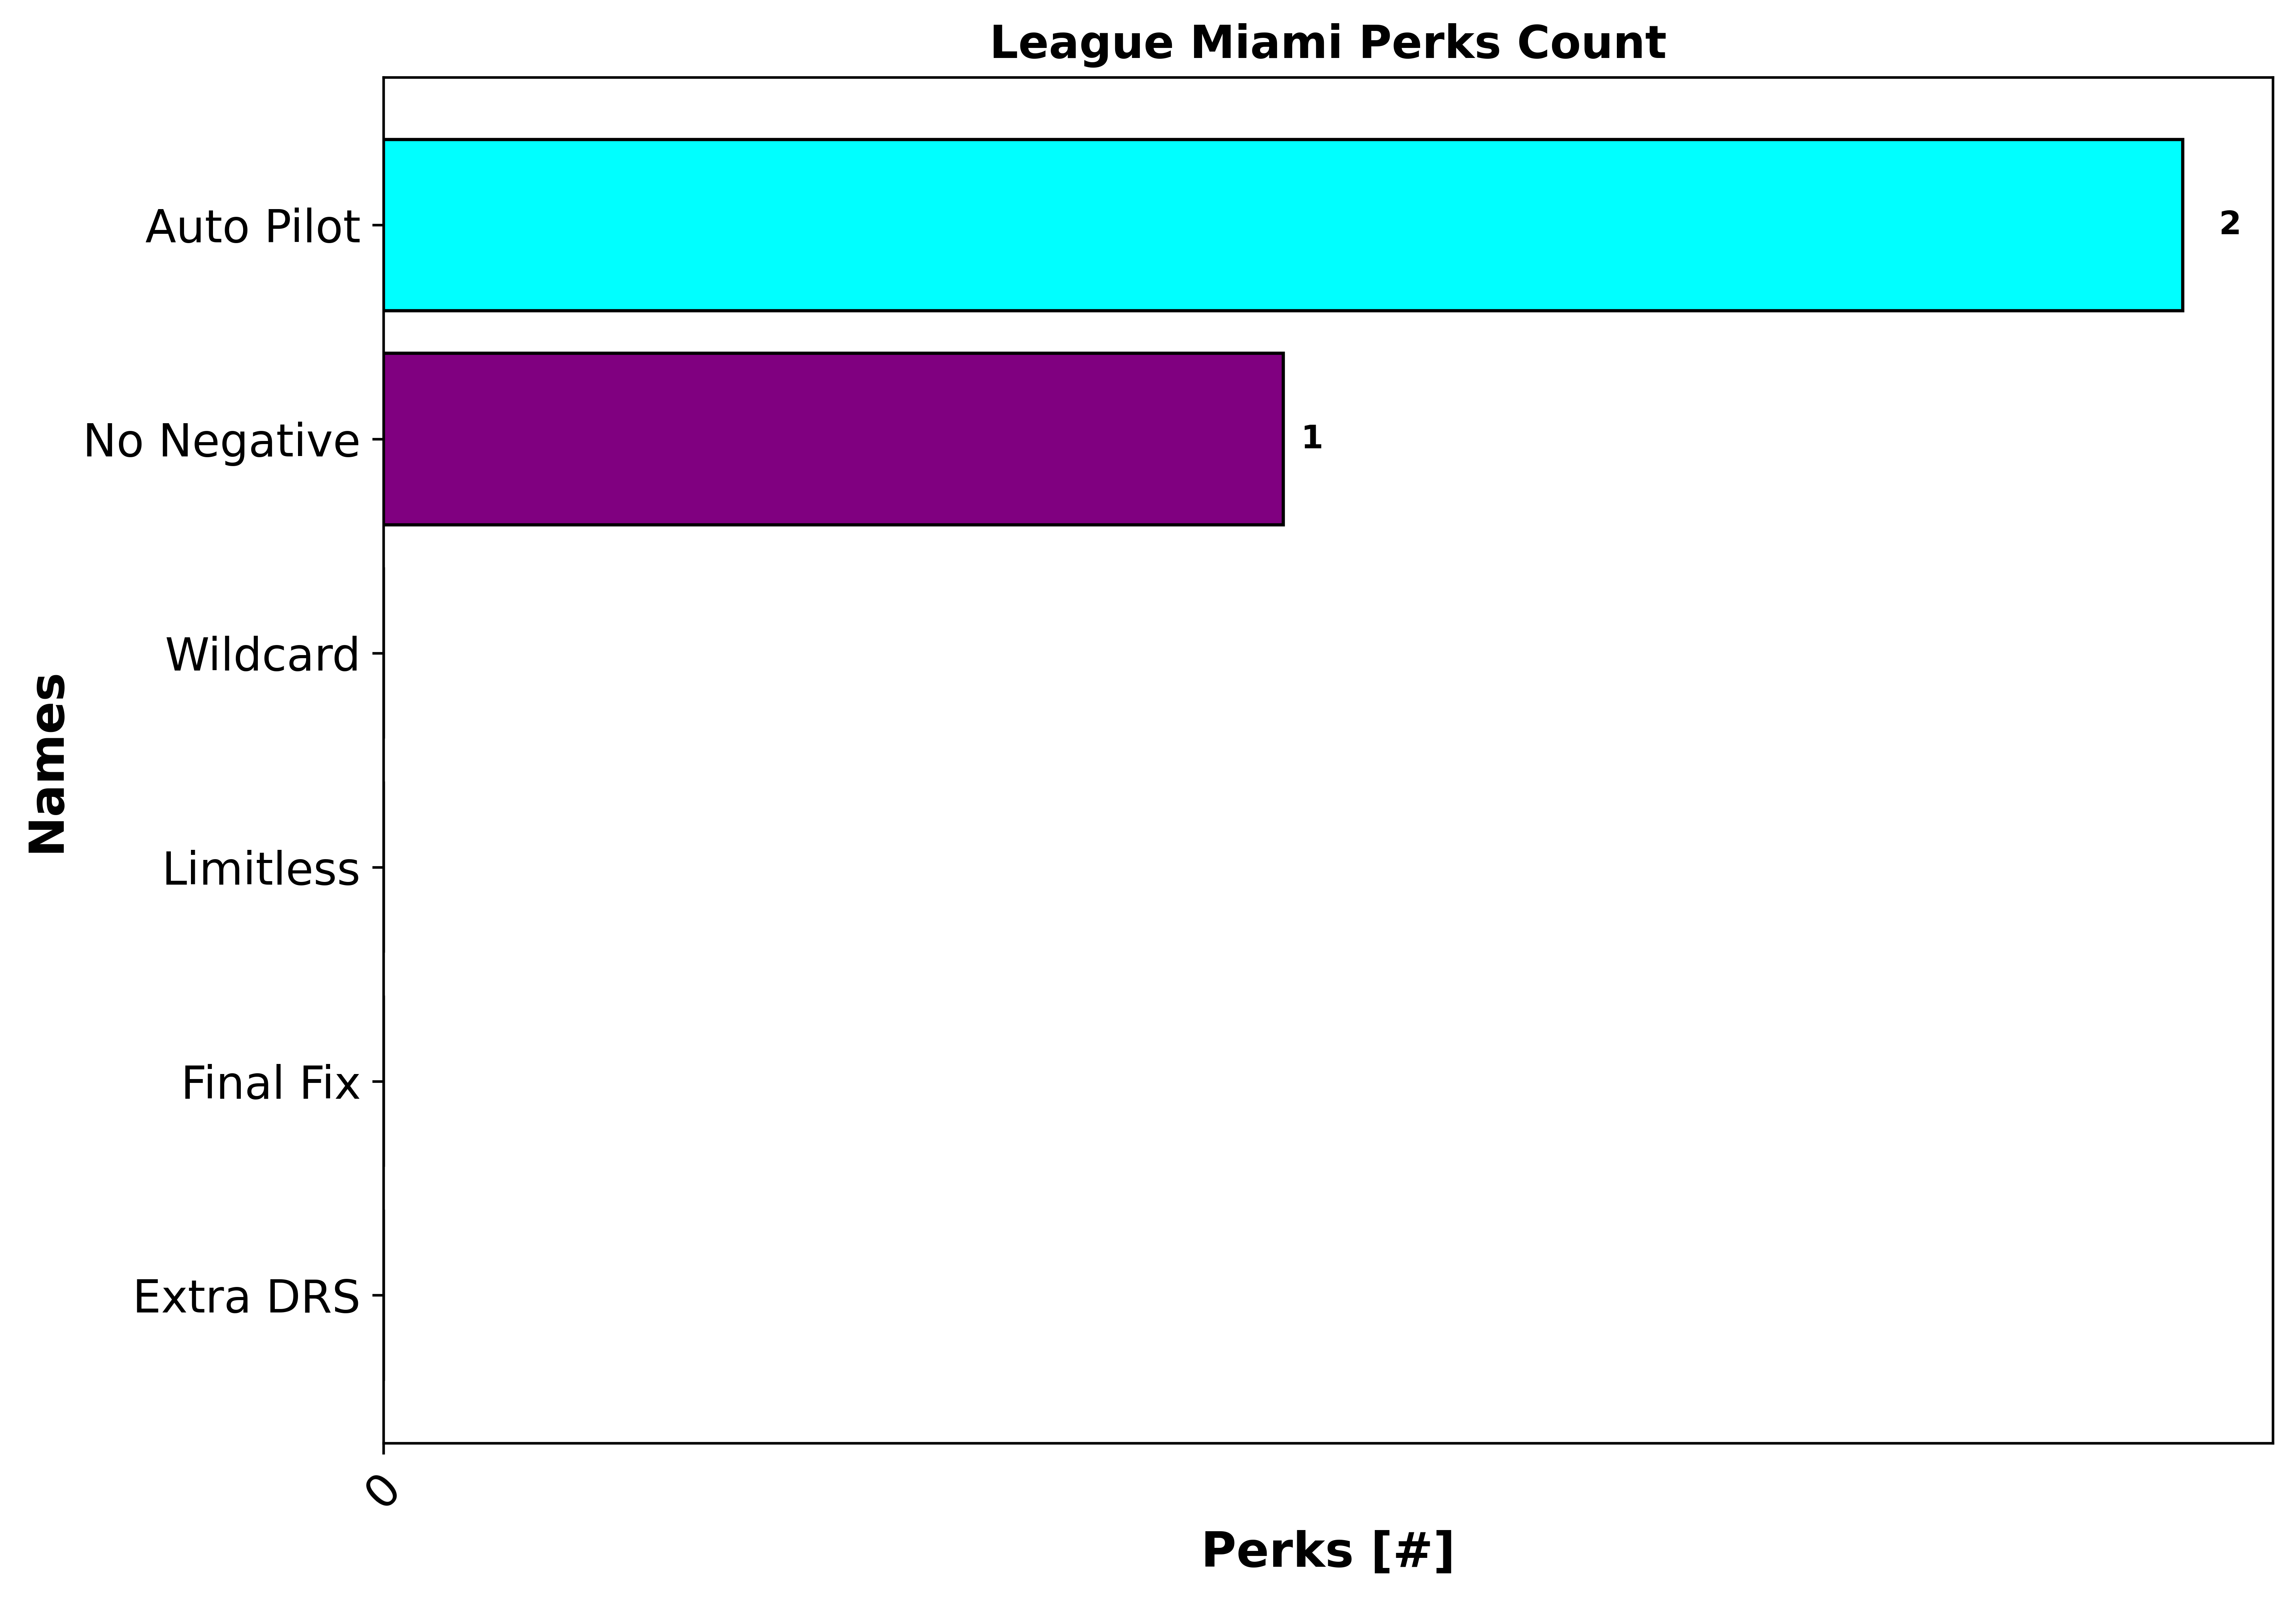 League Miami Perks Count
Auto Pilot
2
No Negative
1
Wildcard
Limitless
Final Fix
Extra DRS
Names
0
Perks [#]